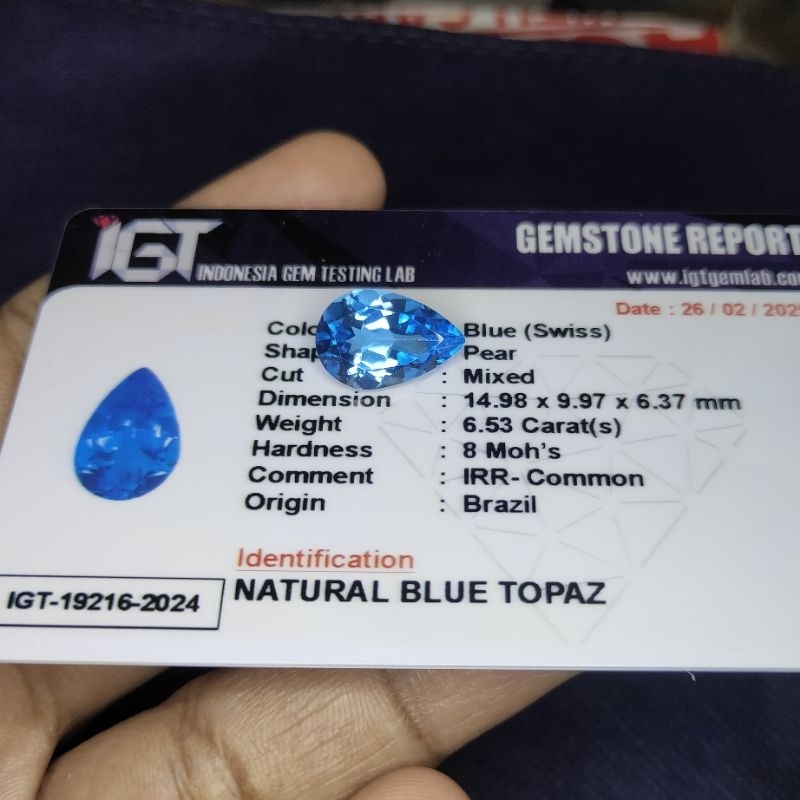 IGT INDONESIA GEM TESTING LAB
GEMSTONE REPORT
www.igtgemlab.com
Date : 26 / 02 / 2025
Colo Blue (Swiss)
Shap Pear
Cut : Mixed
Dimension : 14.98 x 9.97 x 6.37 mm
Weight : 6.53 Carat(s)
Hardness : 8 Moh's
Comment : IRR- Common
Origin : Brazil
Identification
IGT-19216-2024 NATURAL BLUE TOPAZ